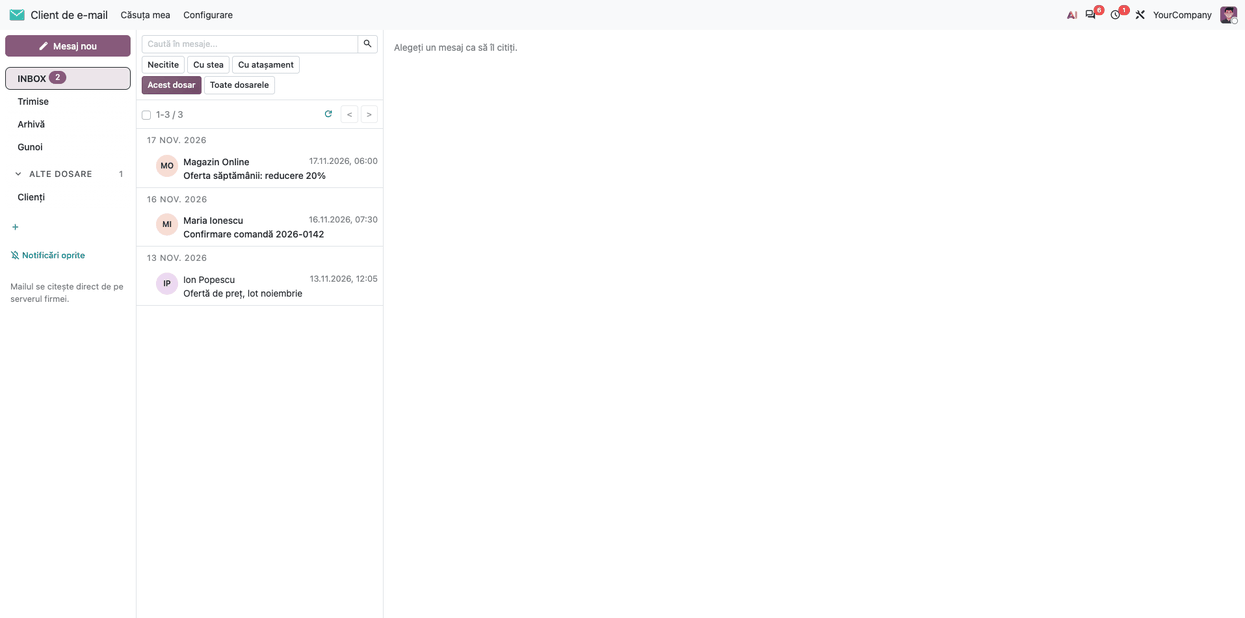 Client de e-mail Căsuța mea Configurare AI 6 1 YourCompany
Mesaj nou
INBOX 2
Trimise
Arhivă
Gunoi
ALTE DOSARE 1
Clienți
+
Notificări oprite
Mailul se citește direct de pe
serverul firmei.
Caută în mesaje...
Necitite Cu stea Cu atașament
Acest dosar Toate dosarele
1-3 / 3 < >
17 NOV. 2026
MO Magazin Online 17.11.2026, 06:00
Oferta săptămânii: reducere 20%
16 NOV. 2026
MI Maria Ionescu 16.11.2026, 07:30
Confirmare comandă 2026-0142
13 NOV. 2026
IP Ion Popescu 13.11.2026, 12:05
Ofertă de preț, lot noiembrie
Alegeți un mesaj ca să îl citiți.